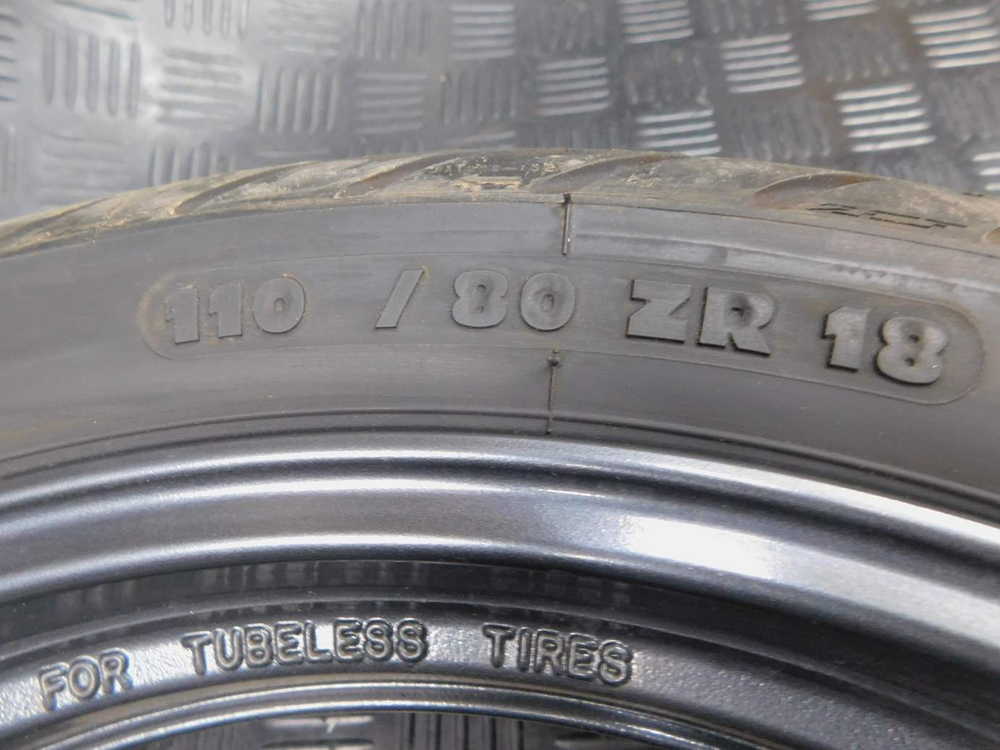 110 / 80 ZR 18
FOR TUBELESS TIRES